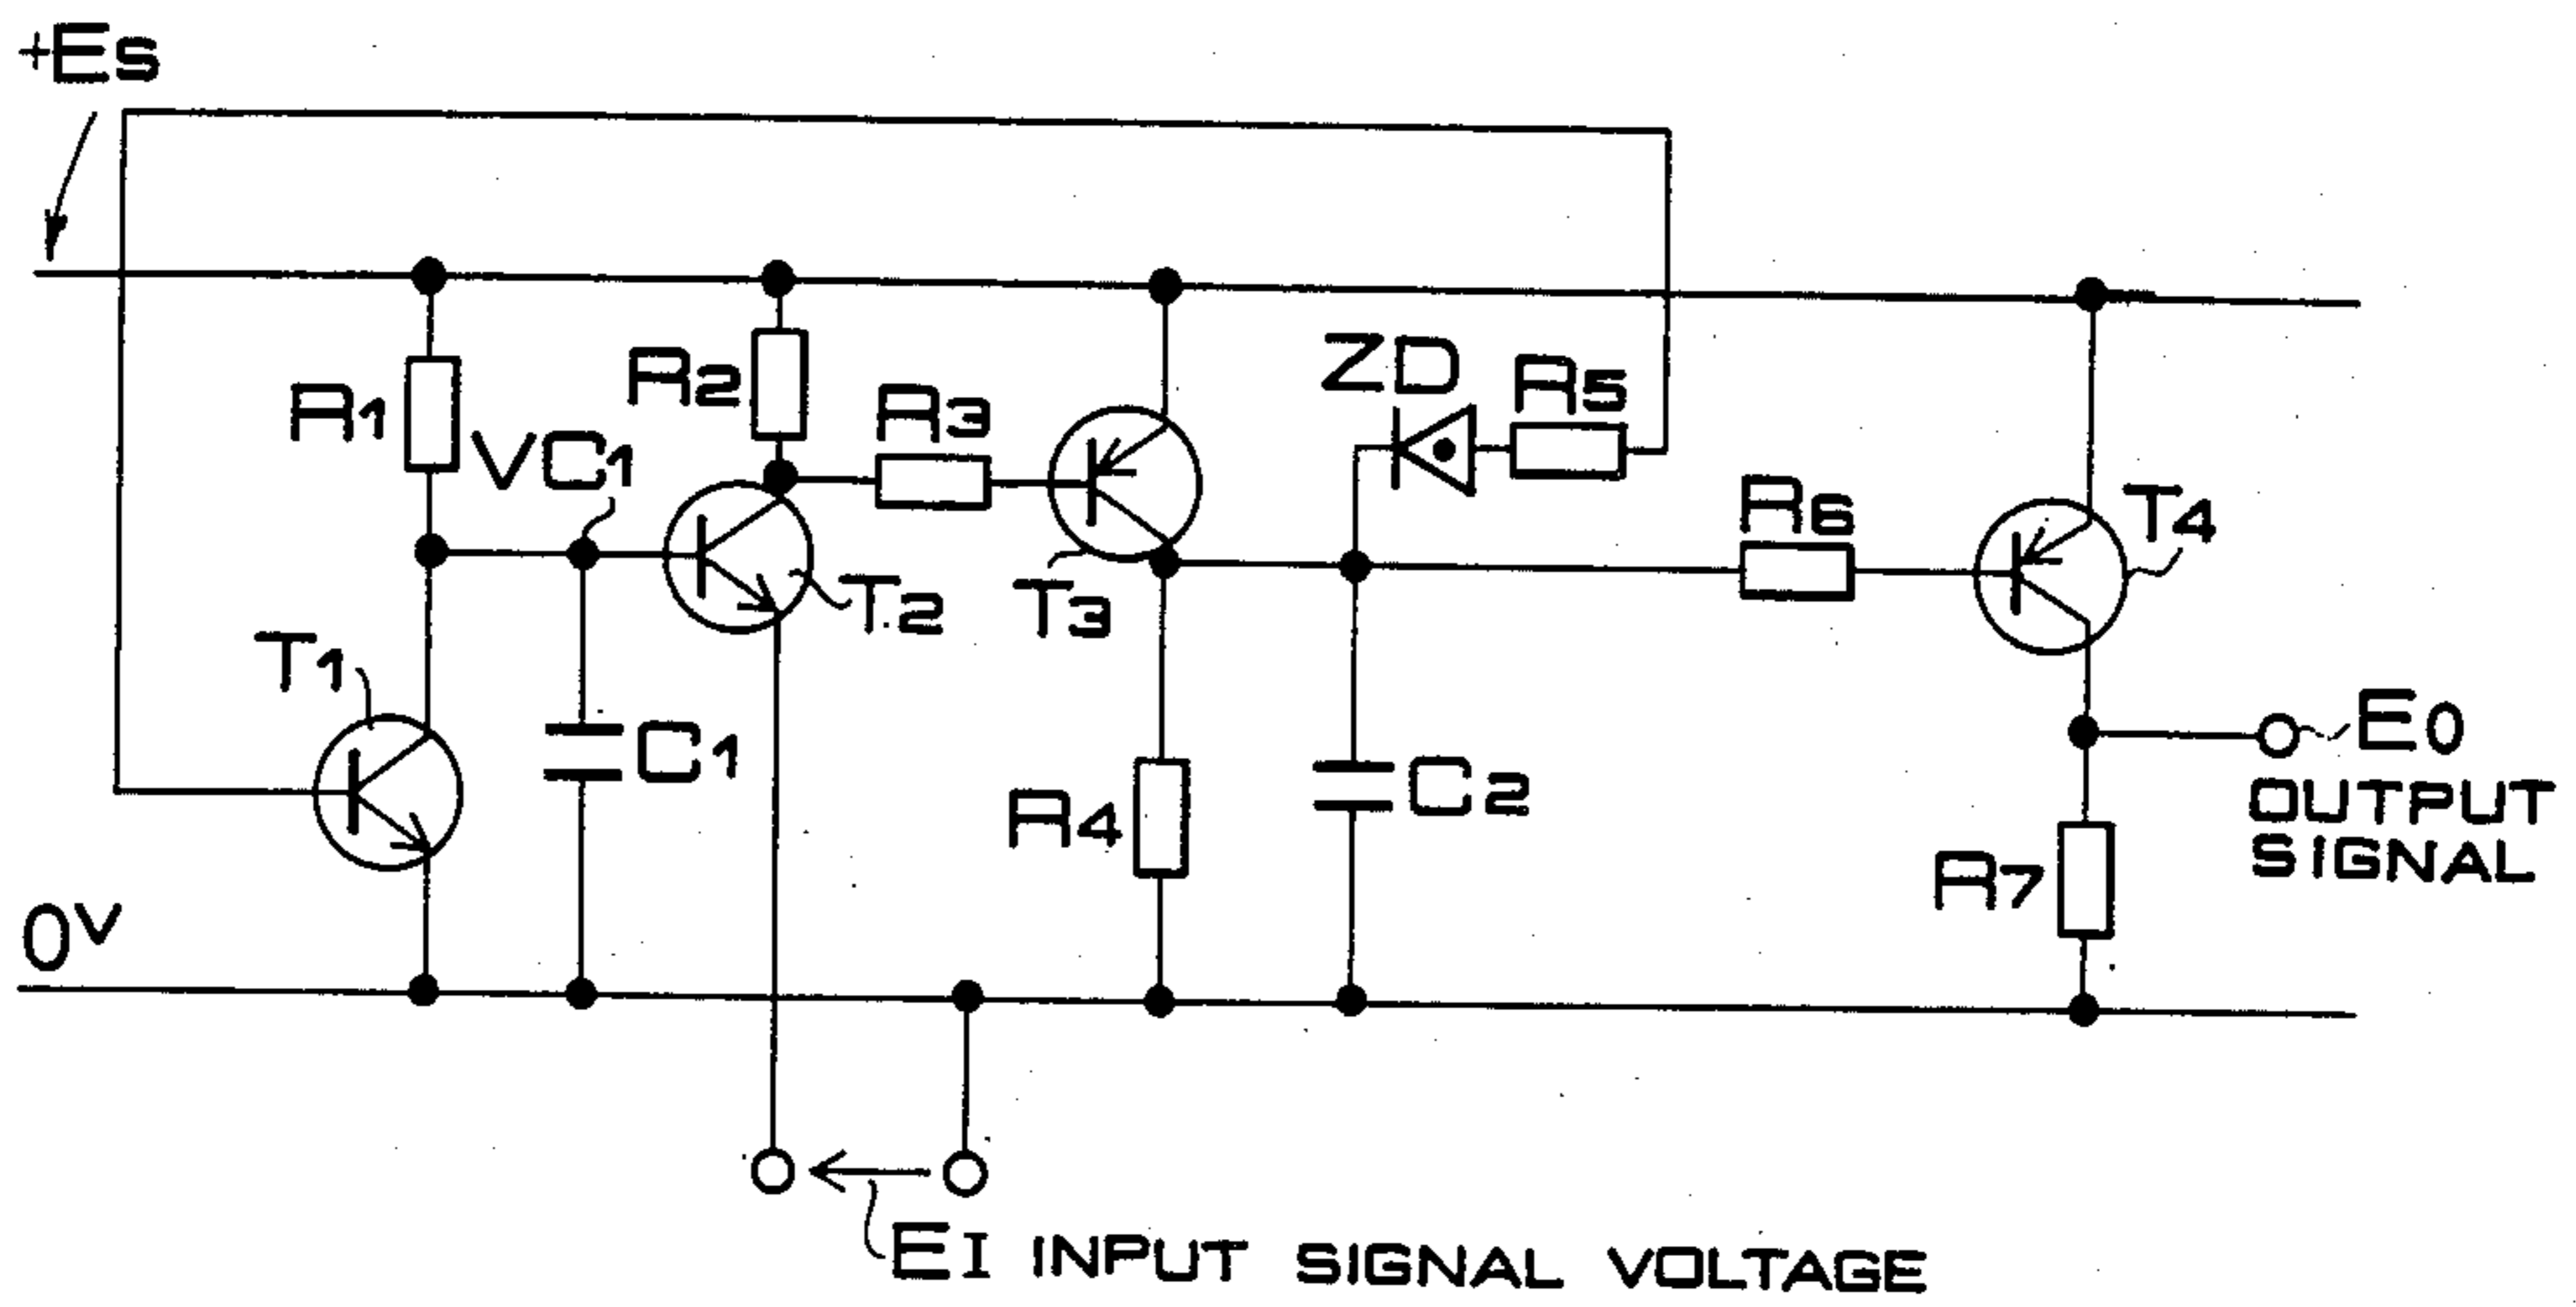 +Es
ZD
R5
R2
R1
R3
VC1
R6
T4
T2
T3
T1
E0
C1
C2
OUTPUT
SIGNAL
R4
R7
0V
EI INPUT SIGNAL VOLTAGE